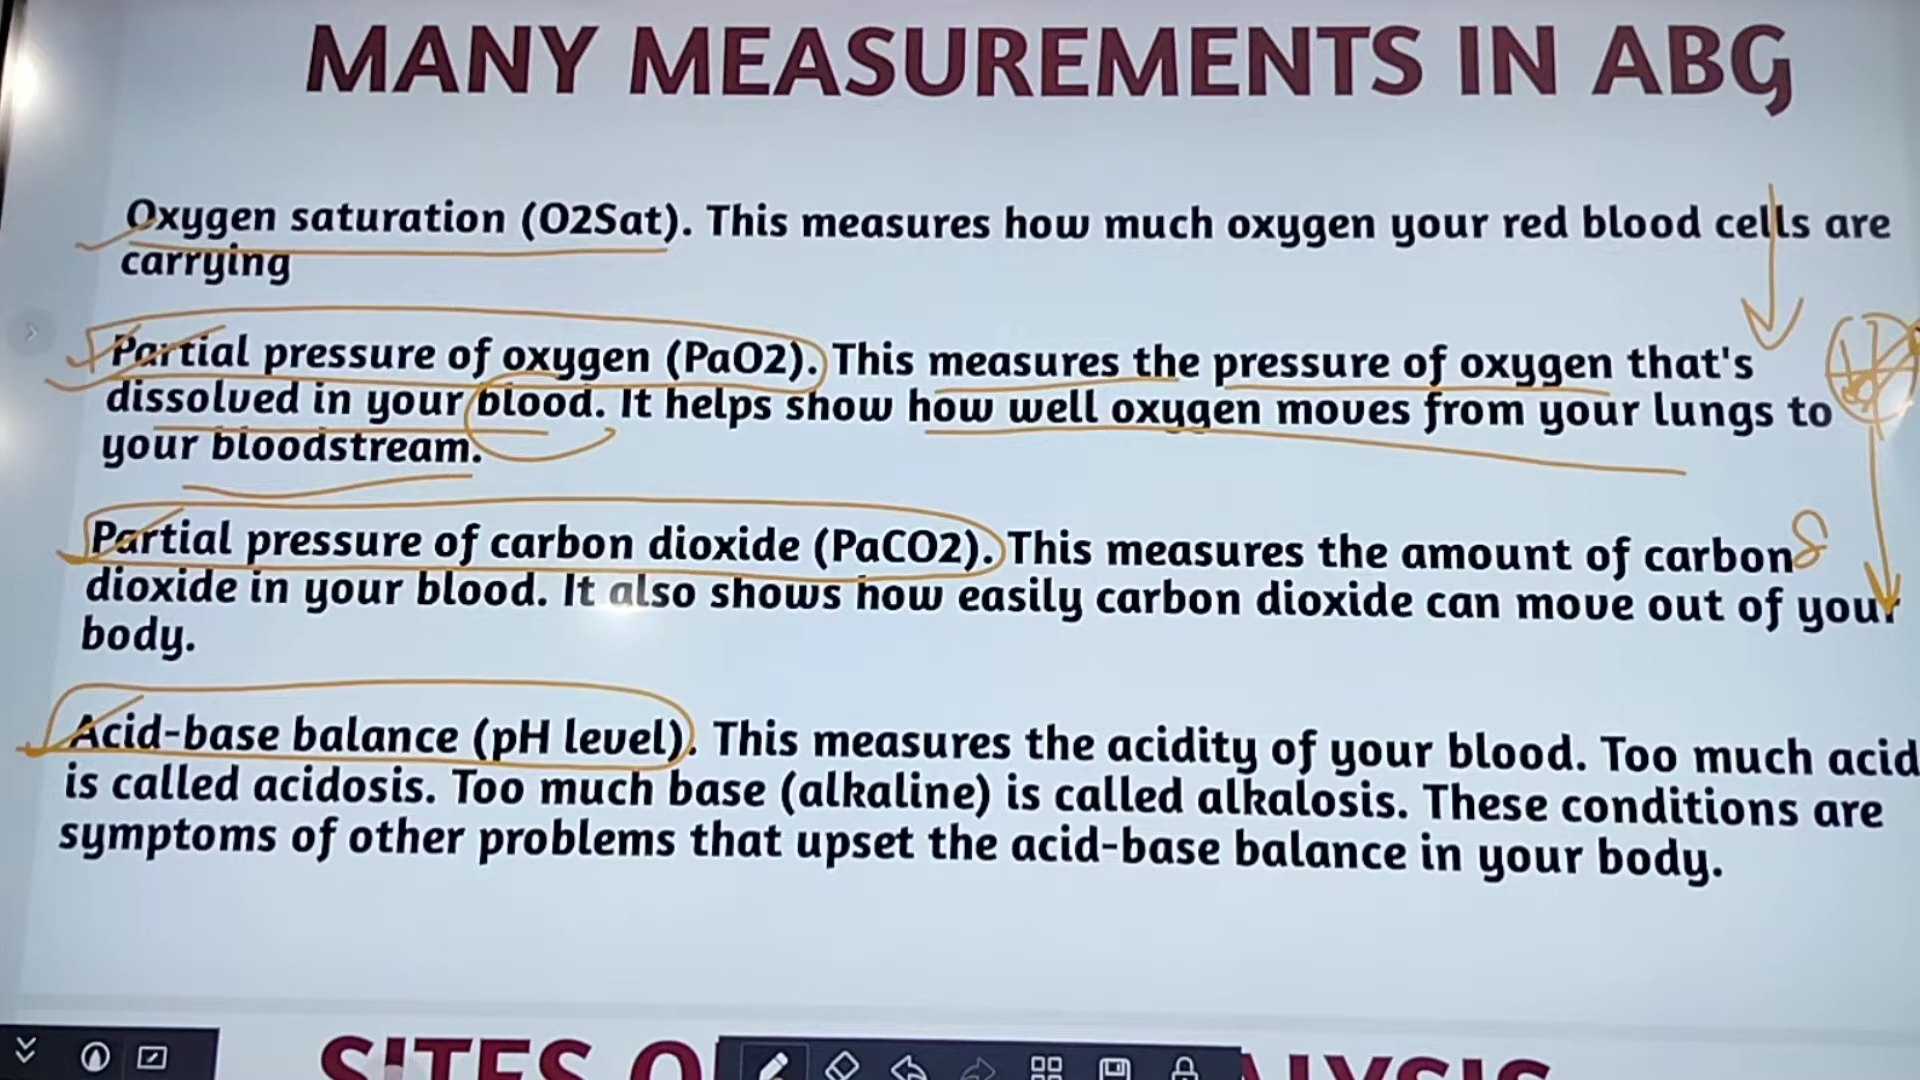 MANY MEASUREMENTS IN ABG
Oxygen saturation (O2Sat). This measures how much oxygen your red blood cells are
carrying
Partial pressure of oxygen (PaO2). This measures the pressure of oxygen that's
dissolved in your blood. It helps show how well oxygen moves from your lungs to
your bloodstream.
Partial pressure of carbon dioxide (PaCO2). This measures the amount of carbon
dioxide in your blood. It also shows how easily carbon dioxide can move out of your
body.
Acid-base balance (pH level). This measures the acidity of your blood. Too much acid
is called acidosis. Too much base (alkaline) is called alkalosis. These conditions are
symptoms of other problems that upset the acid-base balance in your body.
SITES